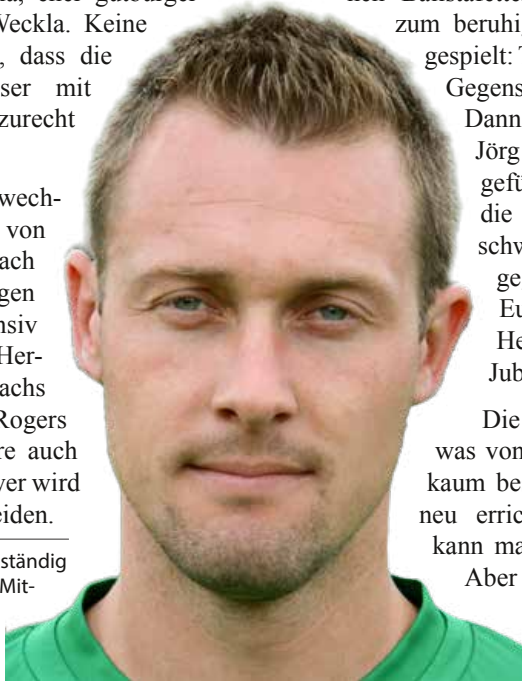 Weckla. Keine
, dass die
ser mit
zurecht
wech-
von
ach
gen
nsiv
Her-
achs
Rogers
re auch
ver wird
eiden.
ständig
Mit-
zum beruhi
gespielt: T
Gegens
Dann
Jörg
gefü
die
schw
ge
Eu
He
Jub
Die
was von
kaum be
neu erric
kann ma
Aber